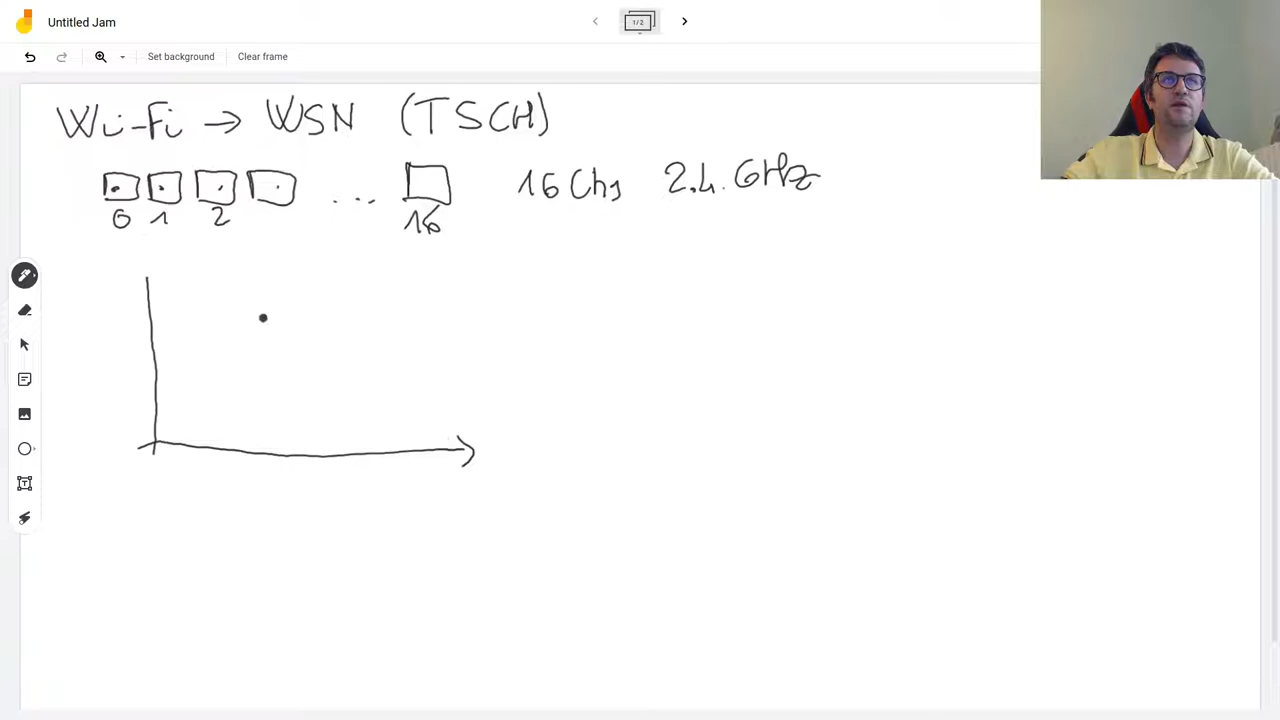 Untitled Jam
1/2
Set background
Clear frame
Wi-Fi → WSN (TSCH)
... 16 Chs 2.4. GHz
0 1 2 16